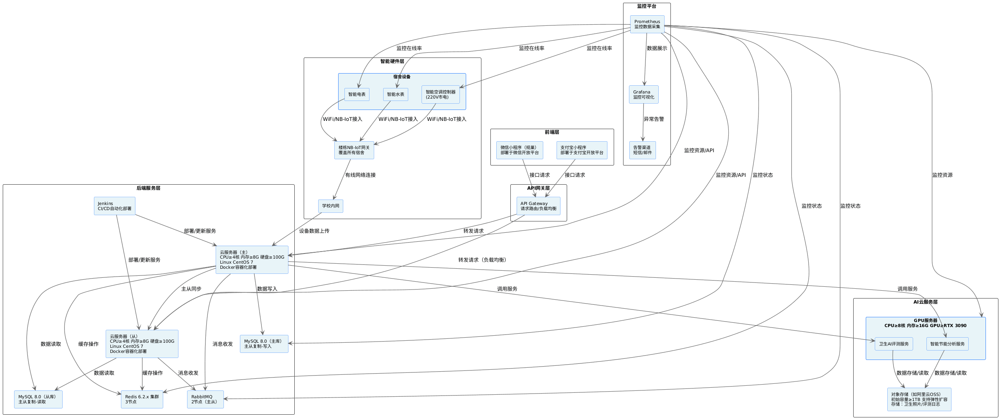 监控平台
Prometheus
监控数据采集
监控在线率
监控在线率
监控在线率
数据展示
智能硬件层
宿舍设备
智能电表
智能水表
智能空调控制器
(220V市电)
Grafana
监控可视化
WiFi/NB-IoT接入
WiFi/NB-IoT接入
WiFi/NB-IoT接入
异常告警
前端层
楼栋NB-IoT网关
覆盖所有宿舍
微信小程序（规巢）
部署于微信开放平台
支付宝小程序
部署于支付宝开放平台
告警渠道
短信/邮件
监控资源/API
有线网络连接
接口请求
接口请求
监控资源/API
监控状态
监控资源
后端服务层
API网关层
Jenkins
CI/CD自动化部署
学校内网
API Gateway
请求路由/负载均衡
监控状态
监控状态
部署/更新服务
设备数据上传
转发请求
云服务器（主）
CPU≥4核 内存≥8G 硬盘≥100G
Linux CentOS 7
Docker容器化部署
部署/更新服务
转发请求（负载均衡）
主从同步
数据写入
调用服务
调用服务
AI云服务层
GPU服务器
CPU≥8核 内存≥16G GPU≥RTX 3090
数据读取
缓存操作
云服务器（从）
CPU≥4核 内存≥8G 硬盘≥100G
Linux CentOS 7
Docker容器化部署
消息收发
MySQL 8.0（主库）
主从复制-写入
卫生AI评测服务
智能节能分析服务
数据读取
缓存操作
消息收发
数据存储/读取
数据存储/读取
MySQL 8.0（从库）
主从复制-读取
Redis 6.2.x 集群
3节点
RabbitMQ
2节点（主从）
对象存储（如阿里云OSS）
初始容量≥1TB 支持弹性扩容
存储：卫生照片/评测日志